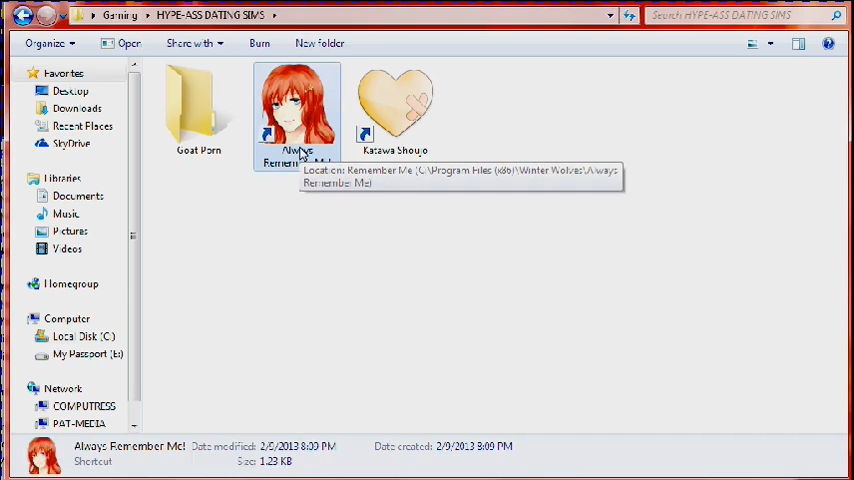 Gaming HYPE-ASS DATING SIMS
Search HYPE-ASS DATING SIMS
Organize Open Share with Burn New folder
Favorites
Desktop
Downloads
Recent Places
SkyDrive
Libraries
Documents
Music
Pictures
Videos
Homegroup
Computer
Local Disk (C:)
My Passport (E:)
Network
COMPUTRESS
PAT-MEDIA
Goat Porn
Always
Remember Me!
Katawa Shoujo
Location: Remember Me (C:\Program Files (x86)\Winter Wolves\Always
Remember Me)
Always Remember Me! Date modified: 2/9/2013 8:09 PM Date created: 2/9/2013 8:09 PM
Shortcut Size: 1.23 KB